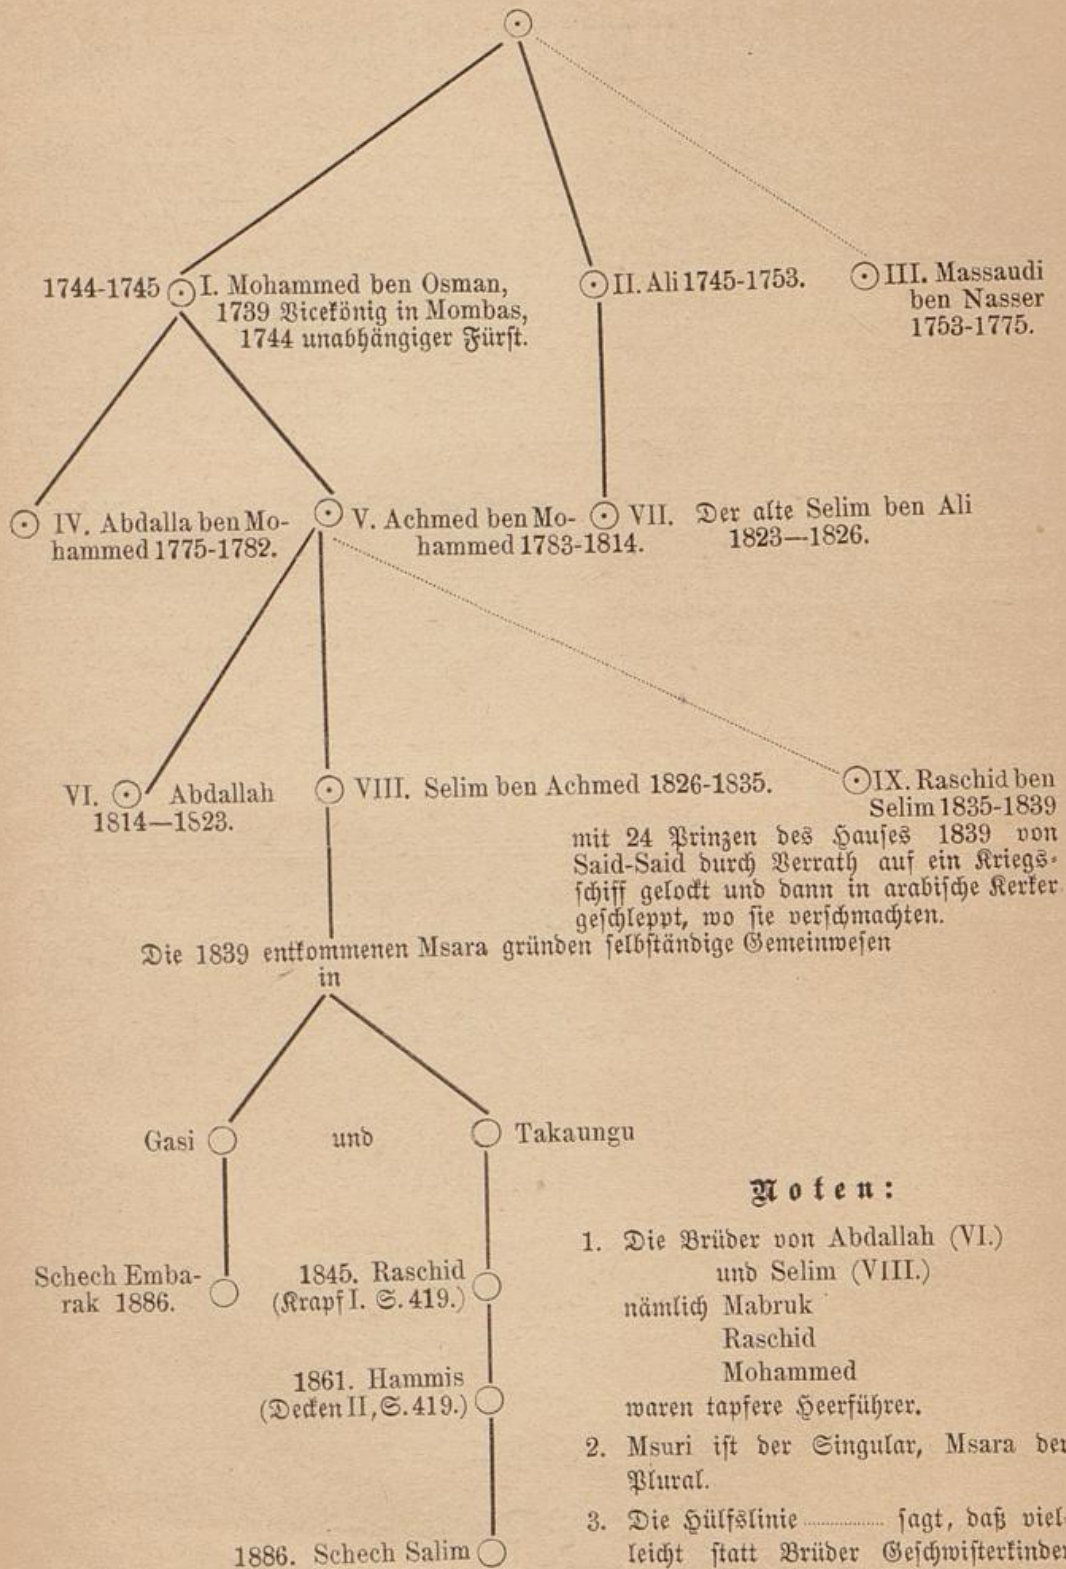 1744-1745 I. Mohammed ben Osman,
1739 Vicekönig in Mombas,
1744 unabhängiger Fürst.
II. Ali 1745-1753.
III. Massaudi
ben Nasser
1753-1775.
IV. Abdalla ben Mo-
hammed 1775-1782.
V. Achmed ben Mo-
hammed 1783-1814.
VII. Der alte Selim ben Ali
1823—1826.
VI. Abdallah
1814—1823.
VIII. Selim ben Achmed 1826-1835.
IX. Raschid ben
Selim 1835-1839
mit 24 Prinzen des Hauses 1839 von
Said-Said durch Verrath auf ein Kriegs-
schiff gelockt und dann in arabische Kerker
geschleppt, wo sie verschmachten.
Die 1839 entkommenen Msara gründen selbständige Gemeinwesen
in
Gasi und Takaungu
Schech Emba-
rak 1886.
1845. Raschid
(Krapf I. S. 419.)
1861. Hammis
(Decken II, S. 419.)
1886. Schech Salim
Noten:
1. Die Brüder von Abdallah (VI.)
und Selim (VIII.)
nämlich Mabruk
Raschid
Mohammed
waren tapfere Heerführer.
2. Msuri ist der Singular, Msara der
Plural.
3. Die Hülfslinie ............ sagt, daß viel-
leicht statt Brüder Geschwisterkinder